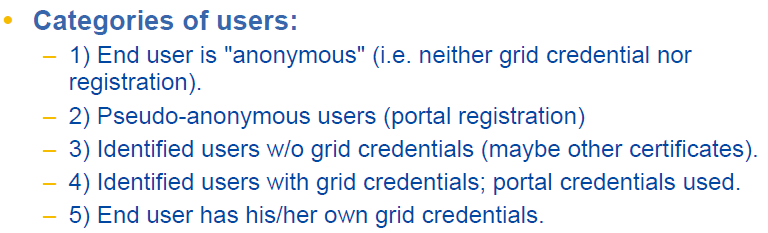 • Categories of users:
– 1) End user is "anonymous" (i.e. neither grid credential nor
registration).
– 2) Pseudo-anonymous users (portal registration)
– 3) Identified users w/o grid credentials (maybe other certificates).
– 4) Identified users with grid credentials; portal credentials used.
– 5) End user has his/her own grid credentials.